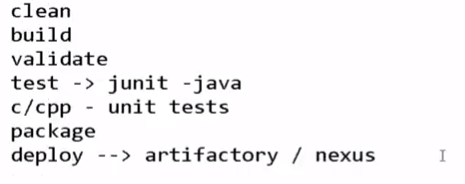 clean
build
validate
test -> junit -java
c/cpp - unit tests
package
deploy --> artifactory / nexus